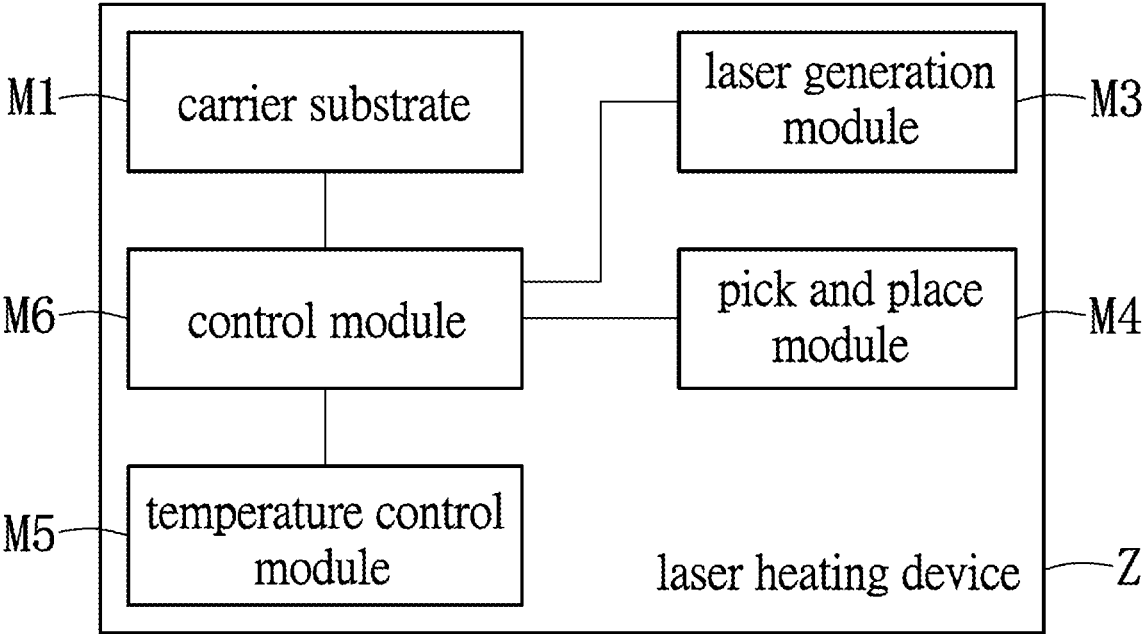 M1
carrier substrate
laser generation
module
M3
M6
control module
pick and place
module
M4
M5
temperature control
module
laser heating device
Z